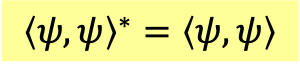 ⟨ψ, ψ⟩* = ⟨ψ, ψ⟩